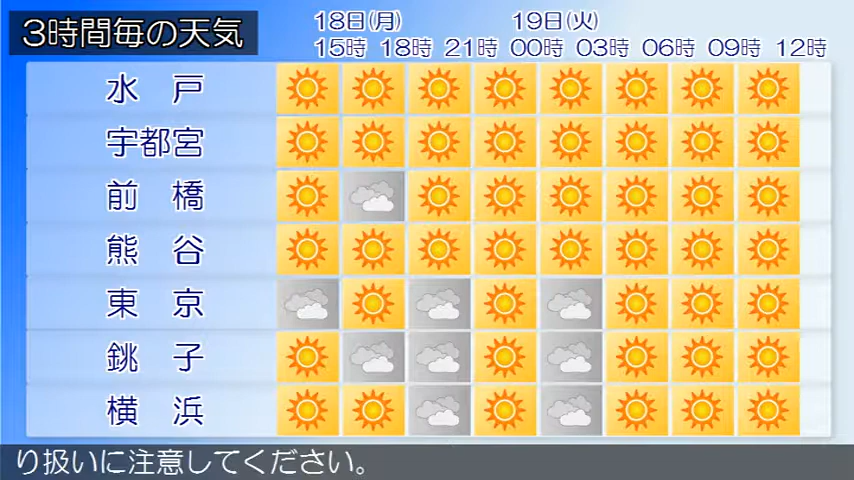 3時間毎の天気
18日(月) 19日(火)
15時 18時 21時 00時 03時 06時 09時 12時
水戸
宇都宮
前橋
熊谷
東京
銚子
横浜
り扱いに注意してください。